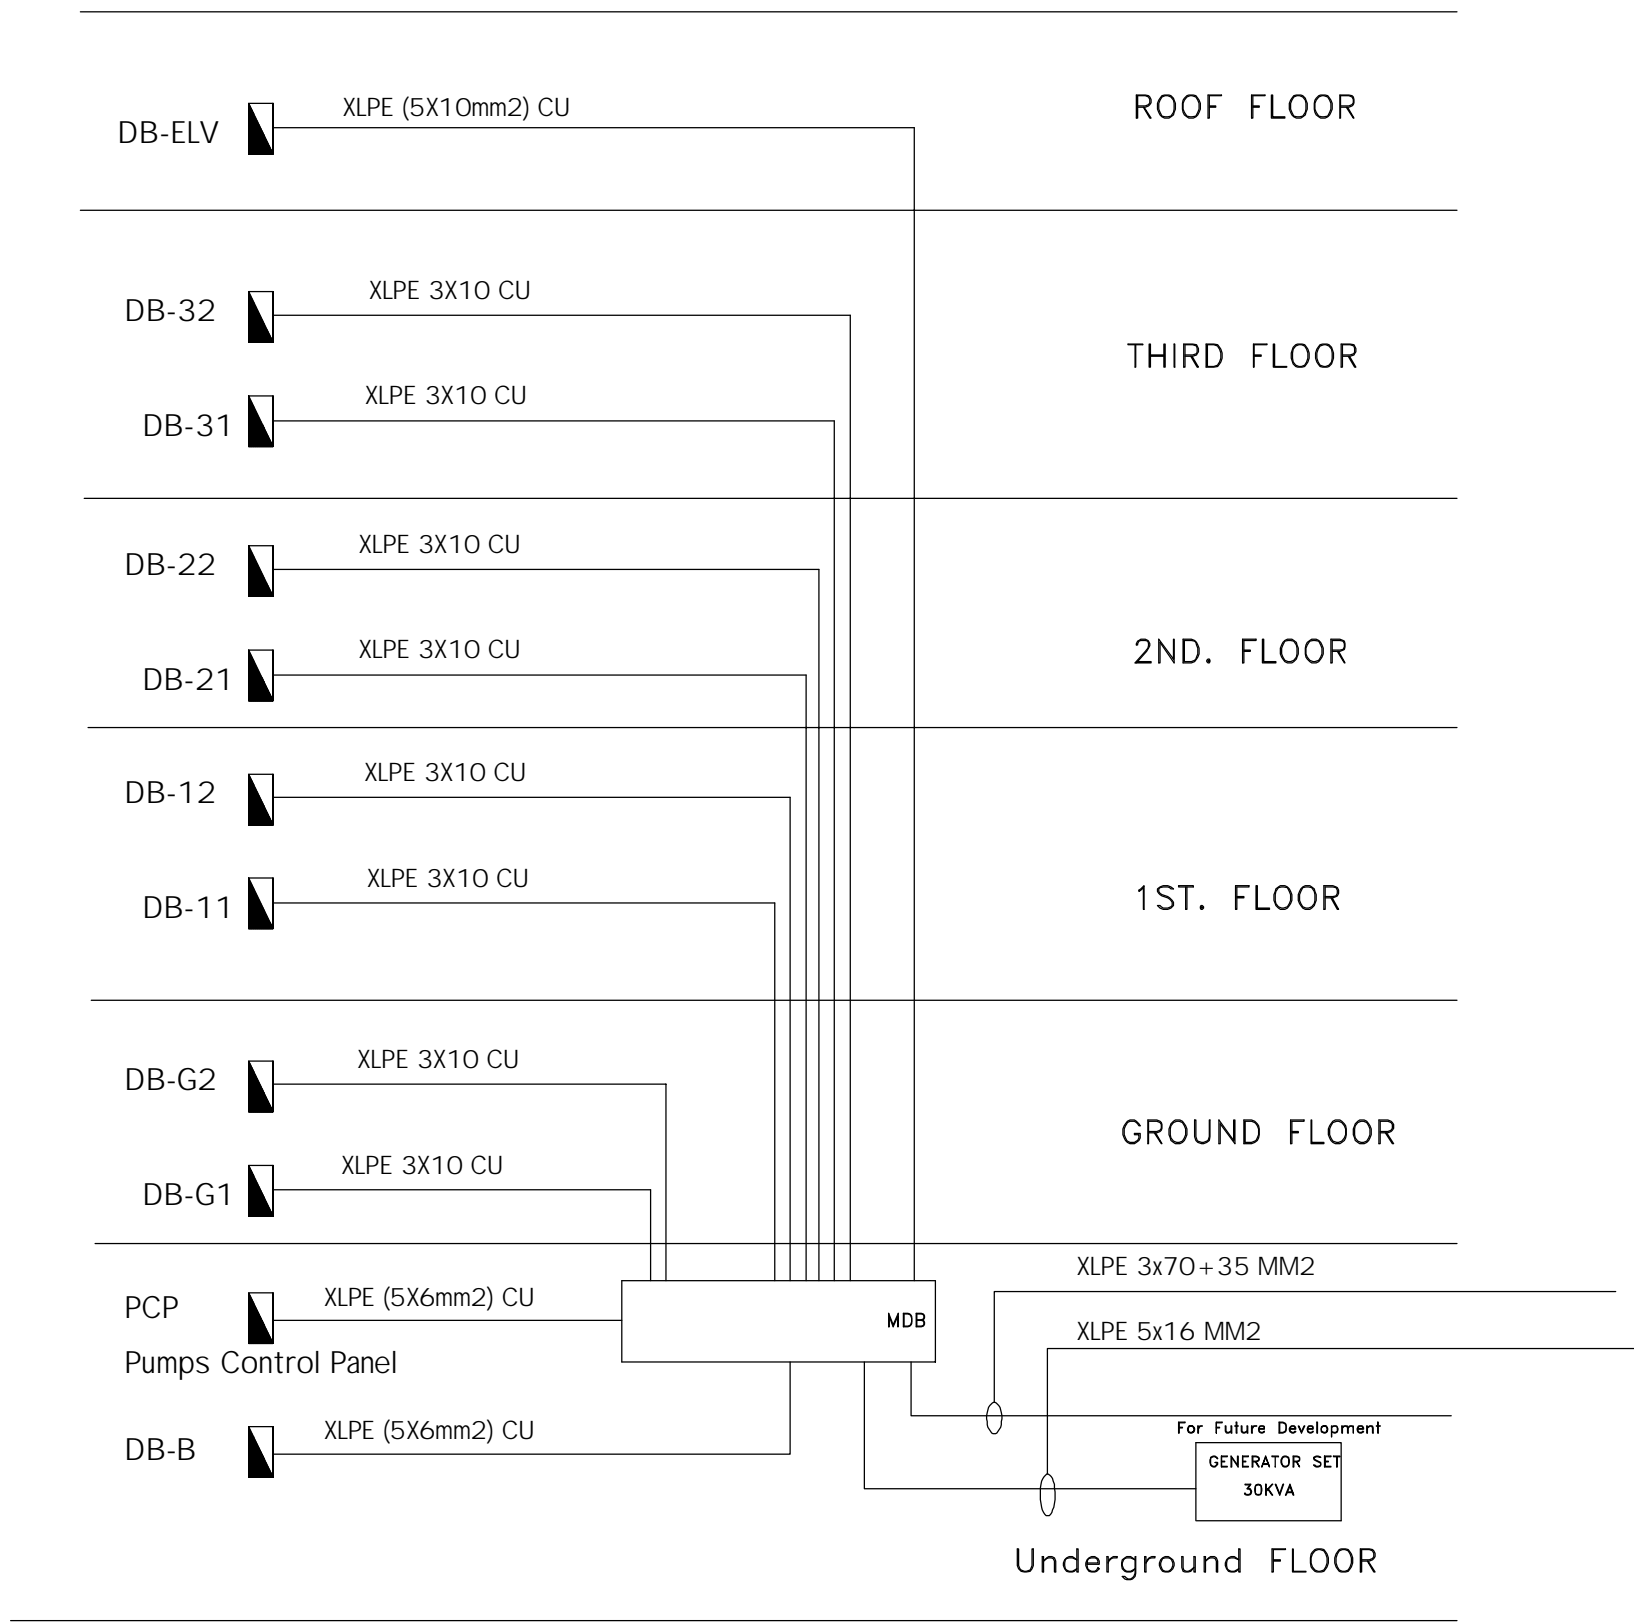 XLPE (5X10mm2) CU
ROOF FLOOR
DB-ELV
XLPE 3X10 CU
DB-32
THIRD FLOOR
XLPE 3X10 CU
DB-31
XLPE 3X10 CU
DB-22
XLPE 3X10 CU
2ND. FLOOR
DB-21
XLPE 3X10 CU
DB-12
XLPE 3X10 CU
1ST. FLOOR
DB-11
XLPE 3X10 CU
DB-G2
GROUND FLOOR
XLPE 3X10 CU
DB-G1
XLPE 3x70+35 MM2
XLPE (5X6mm2) CU
PCP
MDB
XLPE 5x16 MM2
Pumps Control Panel
XLPE (5X6mm2) CU
For Future Development
DB-B
GENERATOR SET
30KVA
Underground FLOOR